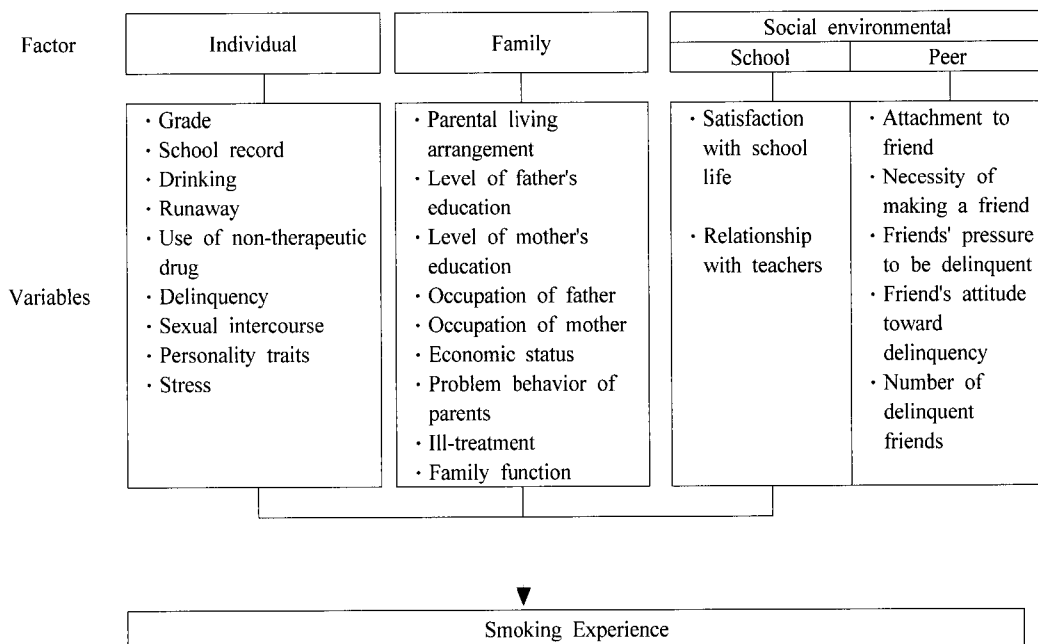 Factor
Individual
Family
Social environmental
School
Peer
Variables
· Grade
· School record
· Drinking
· Runaway
· Use of non-therapeutic
drug
· Delinquency
· Sexual intercourse
· Personality traits
· Stress
· Parental living
arrangement
· Level of father's
education
· Level of mother's
education
· Occupation of father
· Occupation of mother
· Economic status
· Problem behavior of
parents
· Ill-treatment
· Family function
· Satisfaction
with school
life
· Relationship
with teachers
· Attachment to
friend
· Necessity of
making a friend
· Friends' pressure
to be delinquent
· Friend's attitude
toward
delinquency
· Number of
delinquent
friends
Smoking Experience